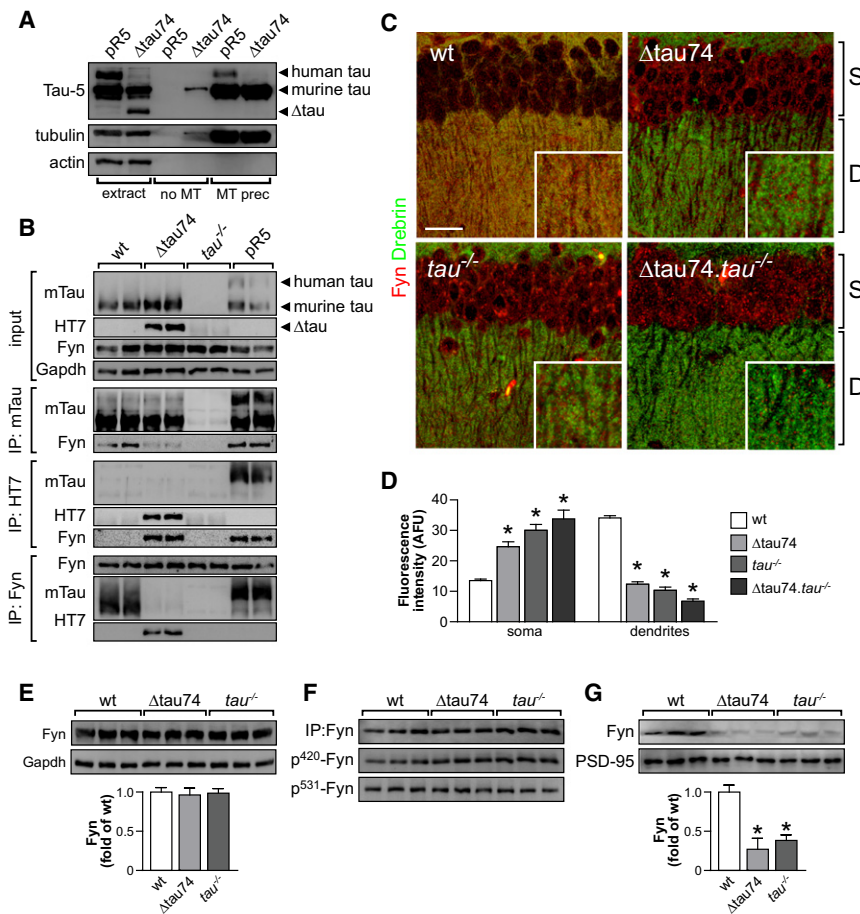 A
pR5
Δtau74
pR5
Δtau74
pR5
Δtau74
Tau-5
human tau
murine tau
Δtau
tubulin
actin
extract
no MT
MT prec
B
wt
Δtau74
tau-/-
pR5
input
mTau
human tau
murine tau
HT7
Δtau
Fyn
Gapdh
IP: mTau
mTau
Fyn
IP: HT7
mTau
HT7
Fyn
IP: Fyn
Fyn
mTau
HT7
C
Fyn Drebrin
wt
Δtau74
S
D
tau-/-
Δtau74.tau-/-
S
D
D
Fluorescence
intensity (AFU)
40
30
20
10
0
* * *
* * *
soma
dendrites
wt
Δtau74
tau-/-
Δtau74.tau-/-
E
wt
Δtau74
tau-/-
Fyn
Gapdh
Fyn
(fold of wt)
1.0
0.5
0
wt
Δtau74
tau-/-
F
wt
Δtau74
tau-/-
IP:Fyn
p420-Fyn
p531-Fyn
G
wt
Δtau74
tau-/-
Fyn
PSD-95
Fyn
(fold of wt)
1.0
0.5
0
* *
wt
Δtau74
tau-/-